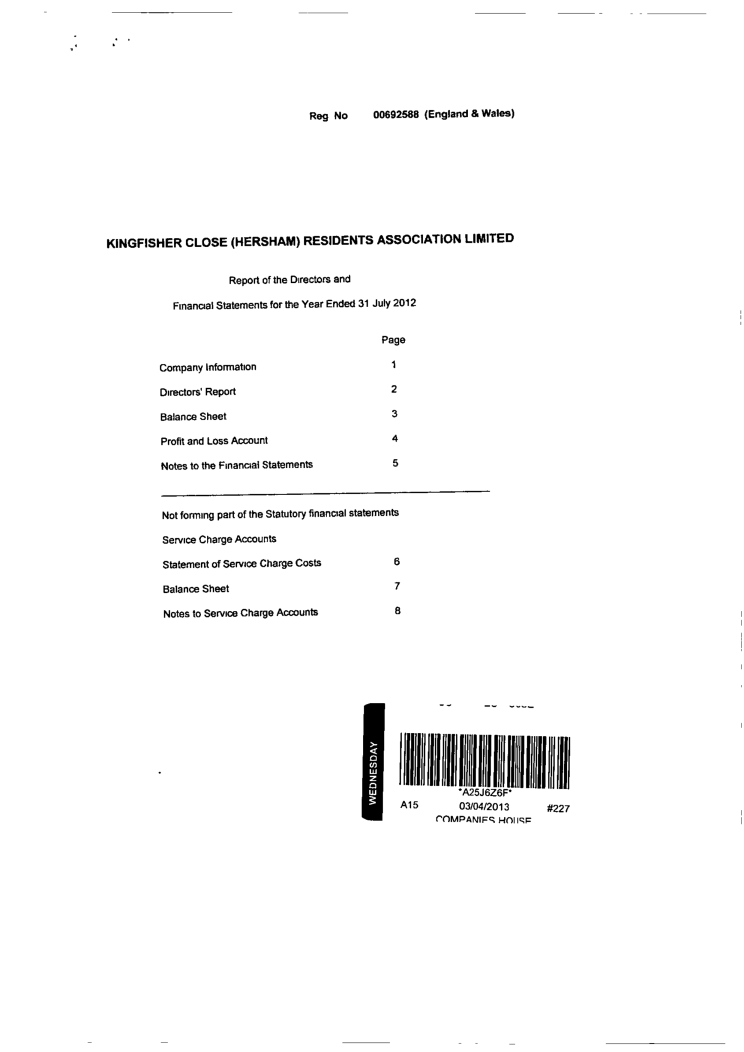 Reg No 00692588 (England & Wales)
KINGFISHER CLOSE (HERSHAM) RESIDENTS ASSOCIATION LIMITED
Report of the Directors and
Financial Statements for the Year Ended 31 July 2012
Page
Company Information 1
Directors' Report 2
Balance Sheet 3
Profit and Loss Account 4
Notes to the Financial Statements 5
Not forming part of the Statutory financial statements
Service Charge Accounts
Statement of Service Charge Costs 6
Balance Sheet 7
Notes to Service Charge Accounts 8
WEDNESDAY
*A25J6Z6F*
A15 03/04/2013 #227
COMPANIES HOUSE